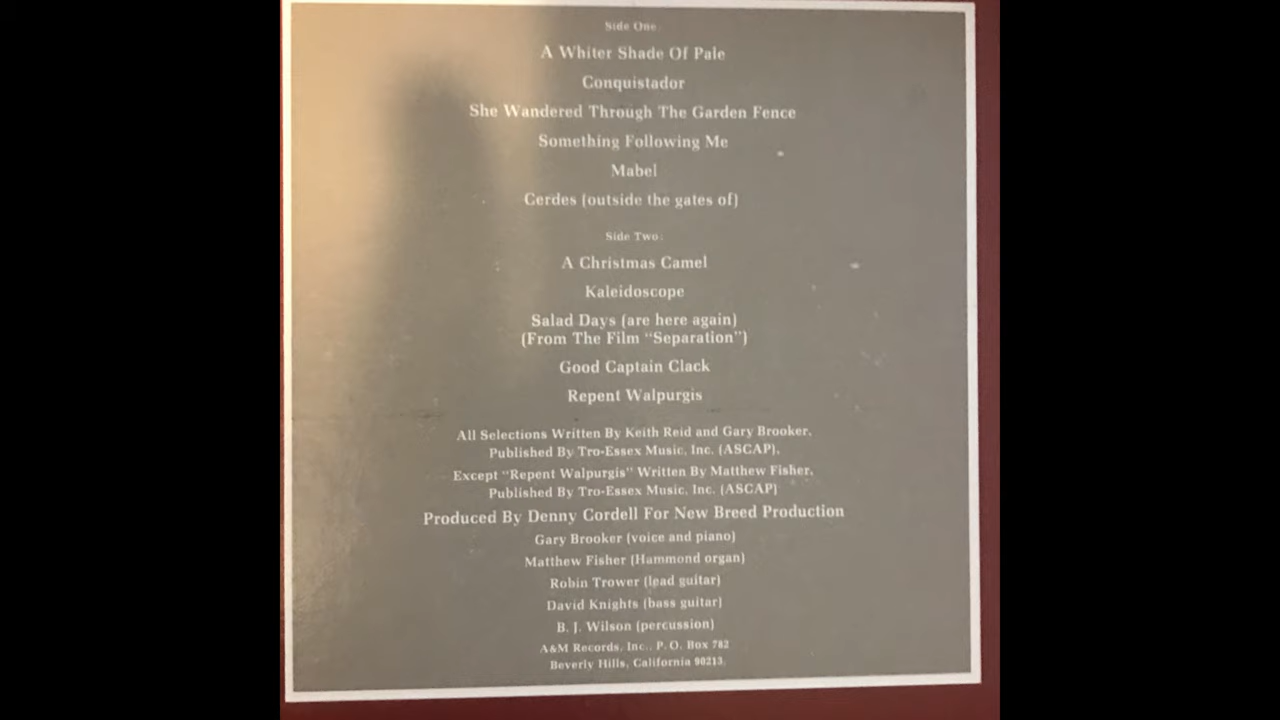 Side One:
A Whiter Shade Of Pale
Conquistador
She Wandered Through The Garden Fence
Something Following Me
Mabel
Cerdes (outside the gates of)
Side Two:
A Christmas Camel
Kaleidoscope
Salad Days (are here again)
(From The Film "Separation")
Good Captain Clack
Repent Walpurgis
All Selections Written By Keith Reid and Gary Brooker.
Published By Tro-Essex Music, Inc. (ASCAP),
Except "Repent Walpurgis" Written By Matthew Fisher,
Published By Tro-Essex Music, Inc. (ASCAP)
Produced By Denny Cordell For New Breed Production
Gary Brooker (voice and piano)
Matthew Fisher (Hammond organ)
Robin Trower (lead guitar)
David Knights (bass guitar)
B. J. Wilson (percussion)
A&M Records, Inc., P. O. Box 782
Beverly Hills, California 90213